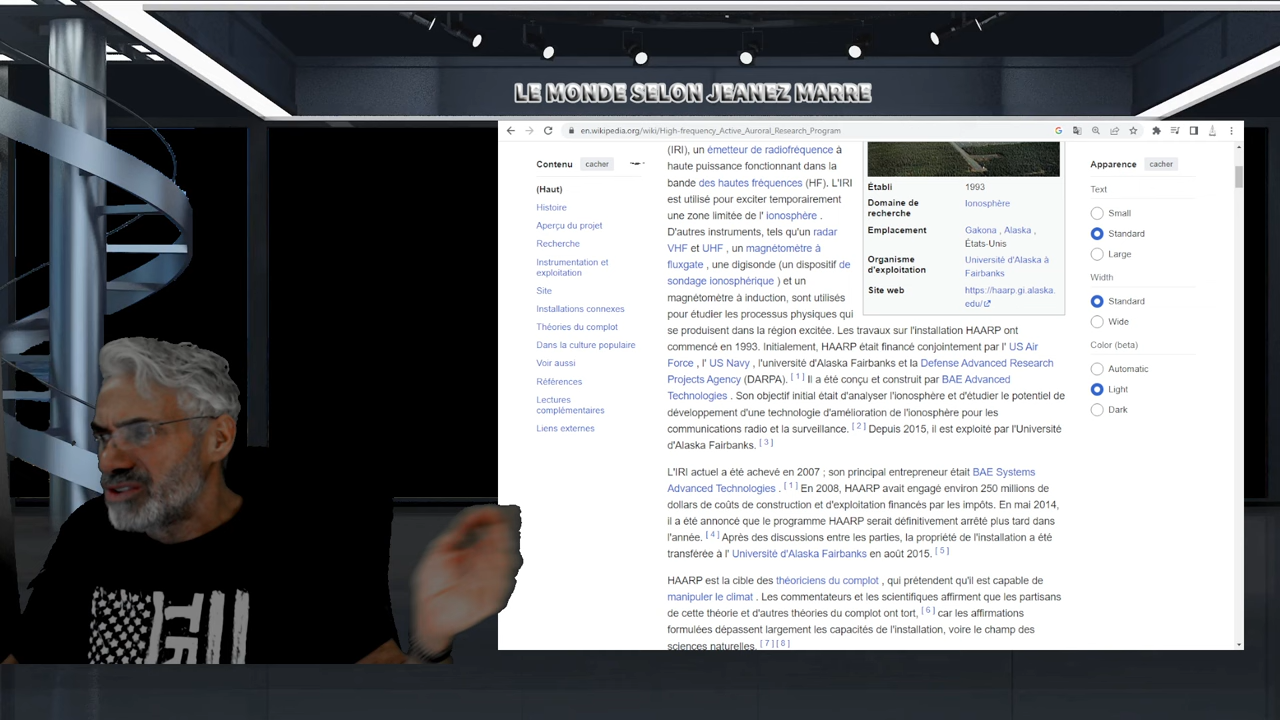 LE MONDE SELON JEANEZ MARRE
en.wikipedia.org/wiki/High-frequency_Active_Auroral_Research_Program
Contenu cacher
(Haut)
Histoire
Aperçu du projet
Recherche
Instrumentation et
exploitation
Site
Installations connexes
Théories du complot
Dans la culture populaire
Voir aussi
Références
Lectures
complémentaires
Liens externes
(IRI), un émetteur de radiofréquence à
haute puissance fonctionnant dans la
bande des hautes fréquences (HF). L'IRI
est utilisé pour exciter temporairement
une zone limitée de l' ionosphère .
D'autres instruments, tels qu'un radar
VHF et UHF , un magnétomètre à
fluxgate , une digisonde (un dispositif de
sondage ionosphérique ) et un
magnétomètre à induction, sont utilisés
pour étudier les processus physiques qui
se produisent dans la région excitée. Les travaux sur l'installation HAARP ont
commencé en 1993. Initialement, HAARP était financé conjointement par l' US Air
Force , l' US Navy , l'université d'Alaska Fairbanks et la Defense Advanced Research
Projects Agency (DARPA). [ 1 ] Il a été conçu et construit par BAE Advanced
Technologies . Son objectif initial était d'analyser l'ionosphère et d'étudier le potentiel de
développement d'une technologie d'amélioration de l'ionosphère pour les
communications radio et la surveillance. [ 2 ] Depuis 2015, il est exploité par l'Université
d'Alaska Fairbanks. [ 3 ]
L'IRI actuel a été achevé en 2007 ; son principal entrepreneur était BAE Systems
Advanced Technologies . [ 1 ] En 2008, HAARP avait engagé environ 250 millions de
dollars de coûts de construction et d'exploitation financés par les impôts. En mai 2014,
il a été annoncé que le programme HAARP serait définitivement arrêté plus tard dans
l'année. [ 4 ] Après des discussions entre les parties, la propriété de l'installation a été
transférée à l' Université d'Alaska Fairbanks en août 2015. [ 5 ]
HAARP est la cible des théoriciens du complot , qui prétendent qu'il est capable de
manipuler le climat . Les commentateurs et les scientifiques affirment que les partisans
de cette théorie et d'autres théories du complot ont tort, [ 6 ] car les affirmations
formulées dépassent largement les capacités de l'installation, voire le champ des
sciences naturelles. [ 7 ] [ 8 ]
Établi 1993
Domaine de Ionosphère
recherche
Emplacement Gakona , Alaska ,
États-Unis
Organisme Université d'Alaska à
d'exploitation Fairbanks
Site web https://haarp.gi.alaska.
edu/
Apparence cacher
Text
Small
Standard
Large
Width
Standard
Wide
Color (beta)
Automatic
Light
Dark